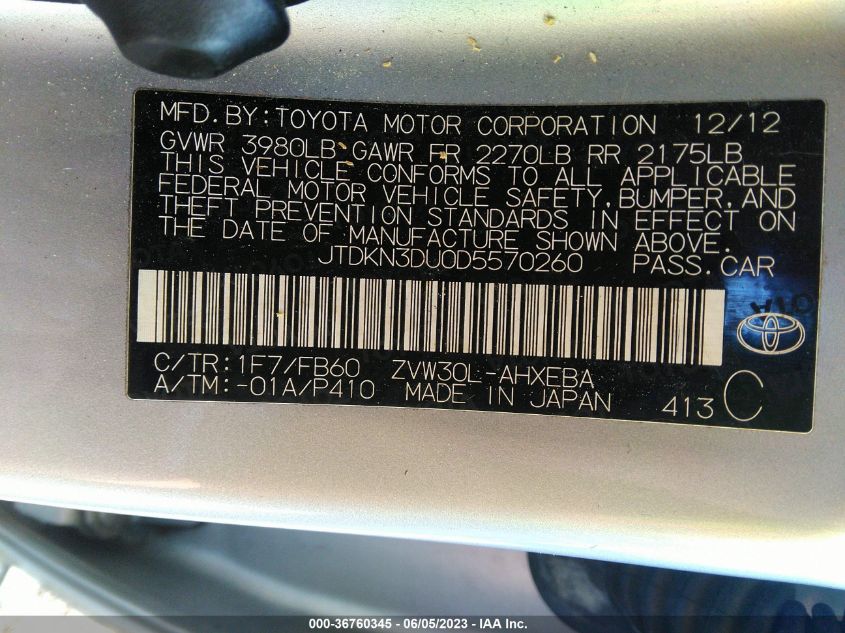 MFD. BY: TOYOTA MOTOR CORPORATION 12/12
GVWR 3980LB GAWR FR 2270LB RR 2175LB
THIS VEHICLE CONFORMS TO ALL APPLICABLE
FEDERAL MOTOR VEHICLE SAFETY, BUMPER, AND
THEFT PREVENTION STANDARDS IN EFFECT ON
THE DATE OF MANUFACTURE SHOWN ABOVE.
JTDKN3DU0D5570260 PASS. CAR
C/TR: 1F7/FB60 ZVW30L-AHXEBA
A/TM: -01A/P410 MADE IN JAPAN 413 C
000-36760345 - 06/05/2023 - IAA Inc.